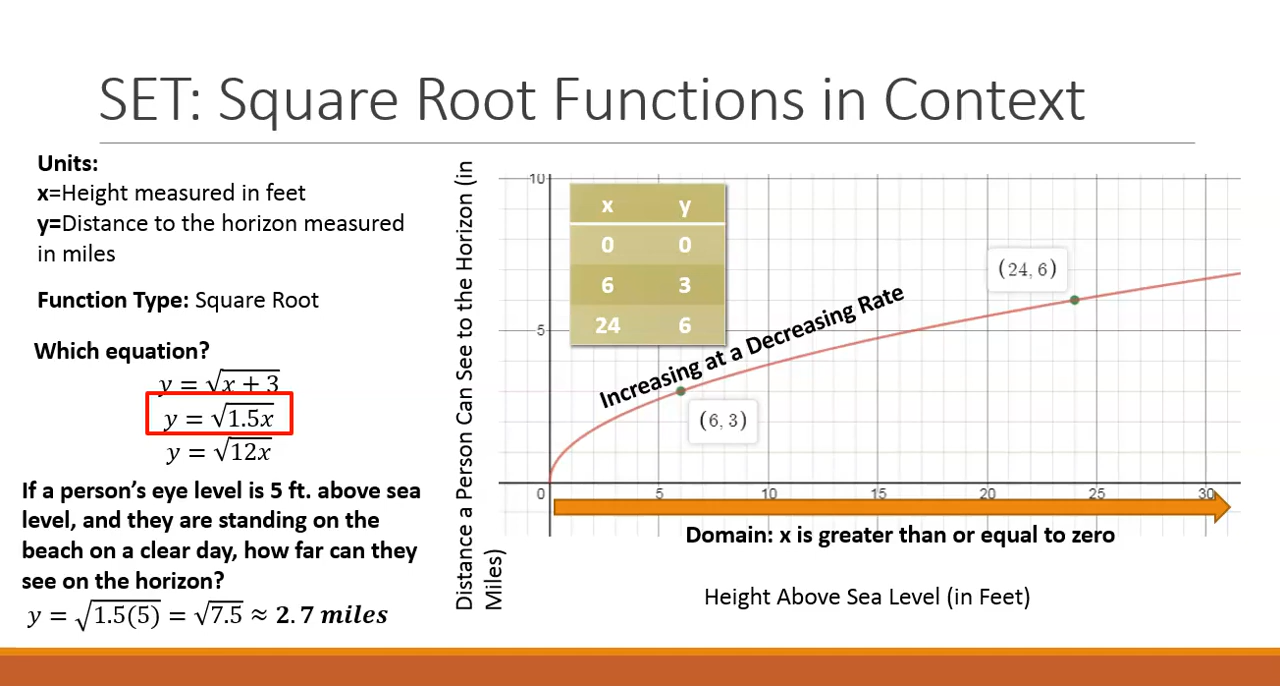 SET: Square Root Functions in Context
Units:
x=Height measured in feet
y=Distance to the horizon measured
in miles
Function Type: Square Root
Which equation?
y = √(x + 3)
y = √(1.5x)
y = √(12x)
If a person's eye level is 5 ft. above sea
level, and they are standing on the
beach on a clear day, how far can they
see on the horizon?
y = √(1.5(5)) = √7.5 ≈ 2.7 miles
Distance a Person Can See to the Horizon (in
Miles)
10
5
0
5
10
15
20
25
30
x y
0 0
6 3
24 6
Increasing at a Decreasing Rate
(6, 3)
(24, 6)
Domain: x is greater than or equal to zero
Height Above Sea Level (in Feet)